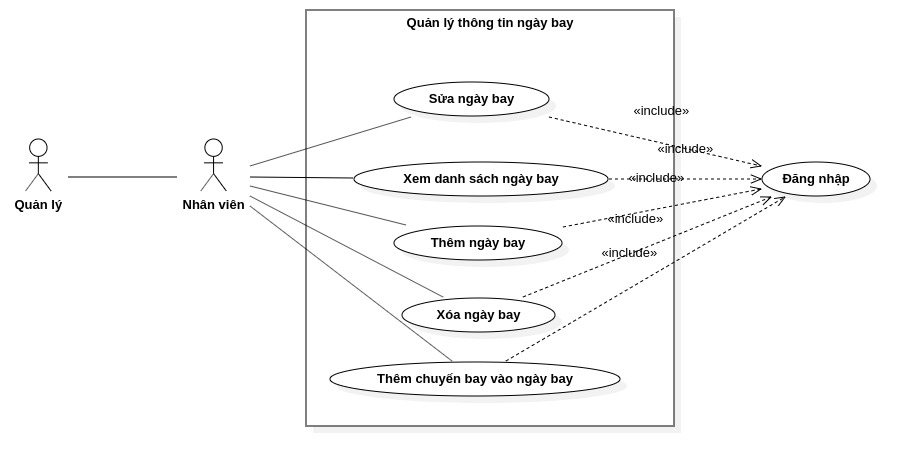 Quản lý thông tin ngày bay
Sửa ngày bay
«include»
«include»
Xem danh sách ngày bay
«include»
Đăng nhập
Quản lý
Nhân viên
«include»
Thêm ngày bay
«include»
Xóa ngày bay
Thêm chuyến bay vào ngày bay